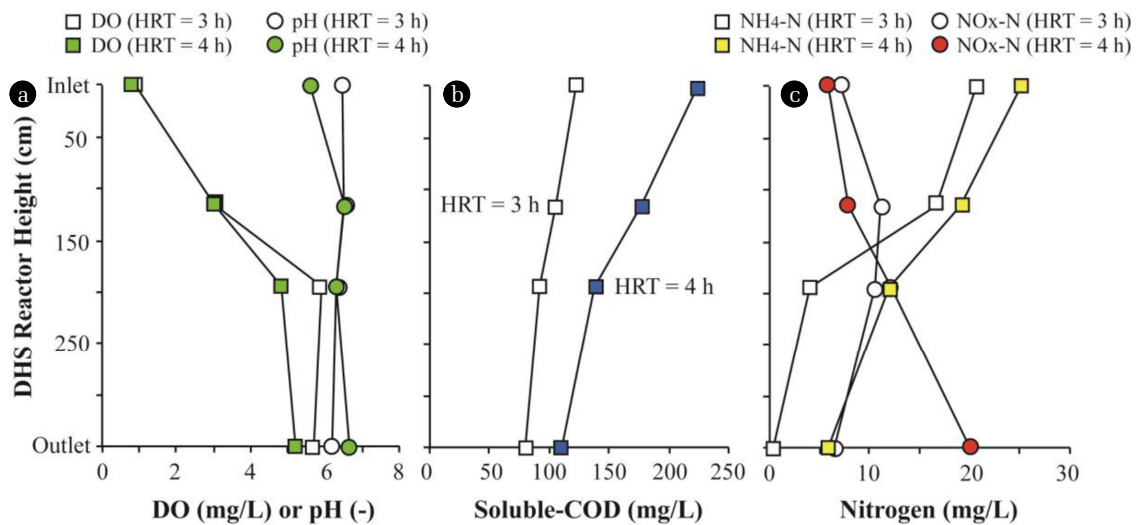 DO (HRT = 3 h) pH (HRT = 3 h)
DO (HRT = 4 h) pH (HRT = 4 h)
NH4-N (HRT = 3 h) NOx-N (HRT = 3 h)
NH4-N (HRT = 4 h) NOx-N (HRT = 4 h)
a
DHS Reactor Height (cm)
Inlet
50
150
250
Outlet
0 2 4 6 8
DO (mg/L) or pH (-)
b
HRT = 3 h
HRT = 4 h
0 50 100 150 200 250
Soluble-COD (mg/L)
c
0 10 20 30
Nitrogen (mg/L)